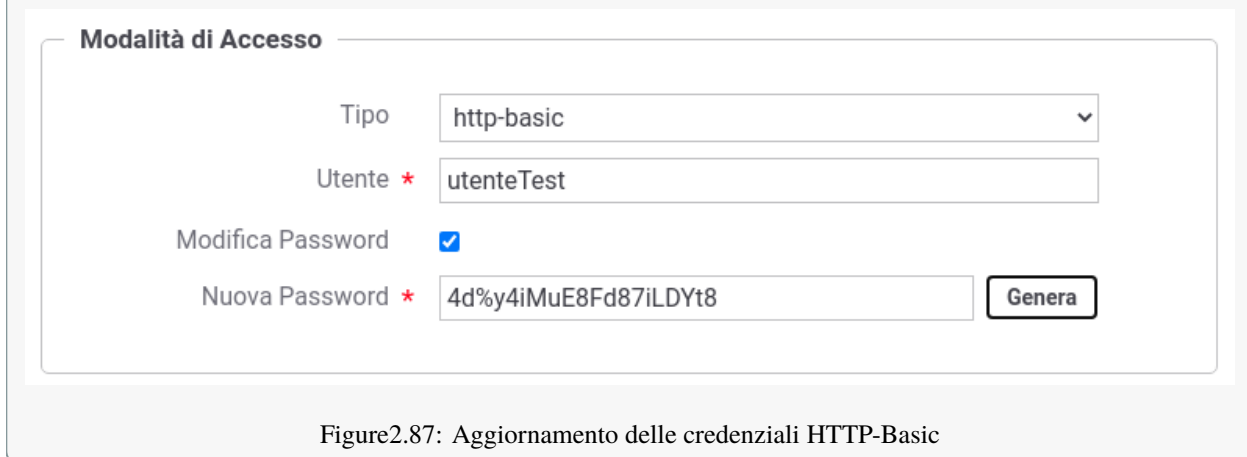 Modalità di Accesso
Tipo http-basic
Utente * utenteTest
Modifica Password
Nuova Password * 4d%y4iMuE8Fd87iLDYt8 Genera
Figure2.87: Aggiornamento delle credenziali HTTP-Basic